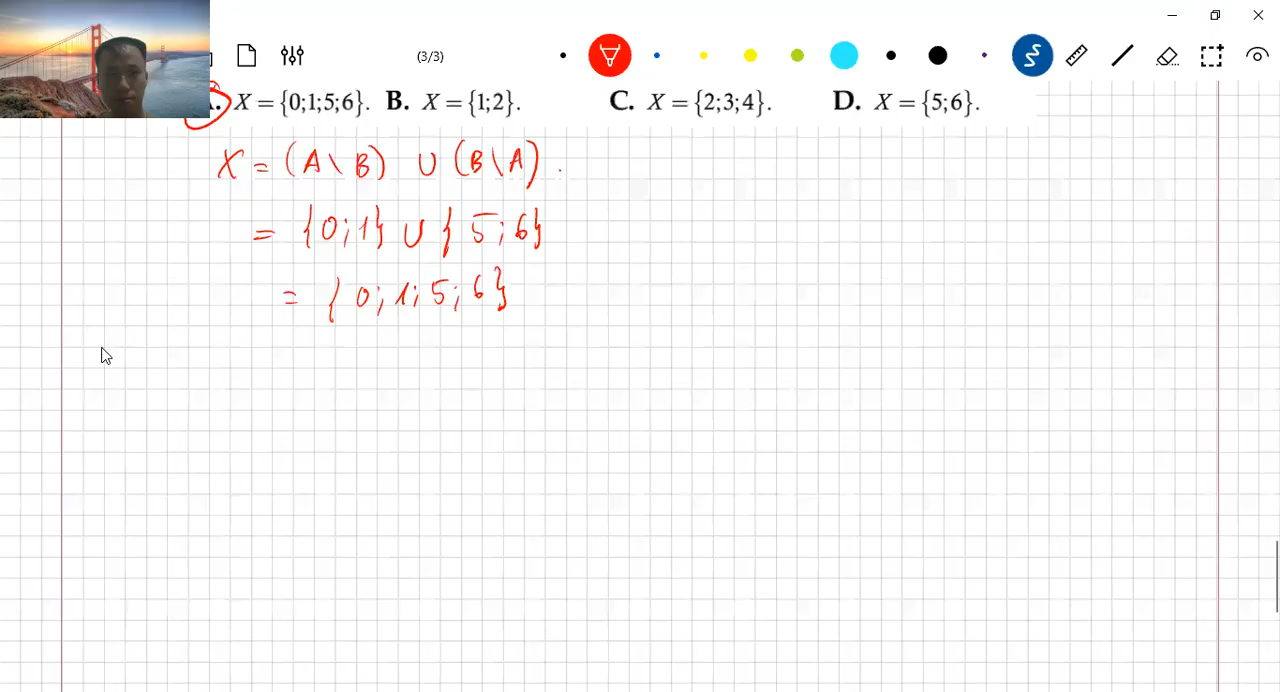 (3/3)
X = {0;1;5;6}. B. X = {1;2}. C. X = {2;3;4}. D. X = {5;6}.
X = (A \ B) ∪ (B \ A).
= {0;1} ∪ {5;6}
= {0;1;5;6}